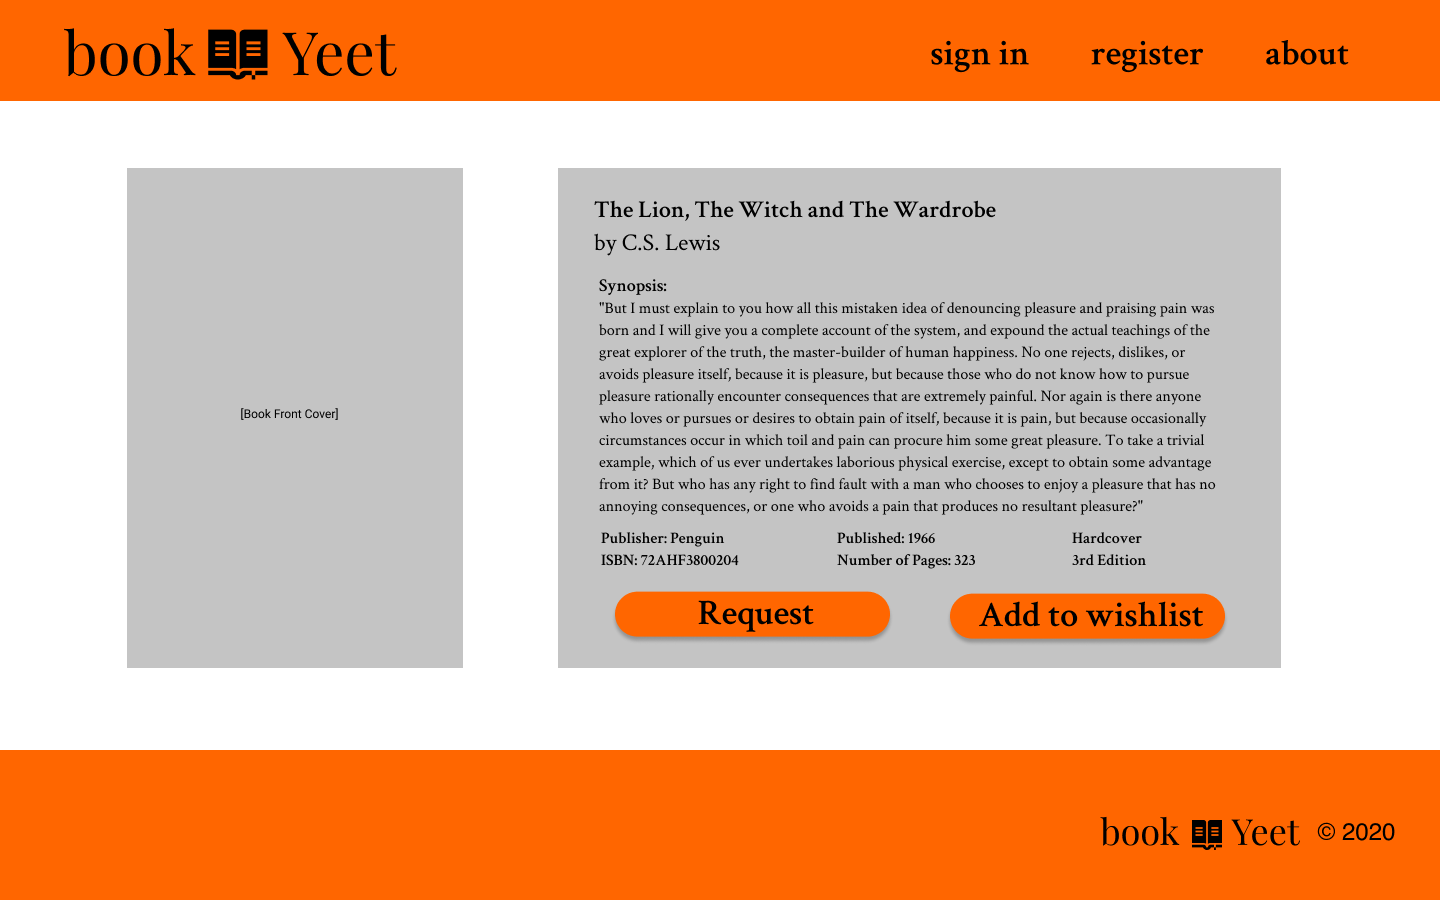 book Yeet
sign in register about
[Book Front Cover]
The Lion, The Witch and The Wardrobe
by C.S. Lewis
Synopsis:
"But I must explain to you how all this mistaken idea of denouncing pleasure and praising pain was
born and I will give you a complete account of the system, and expound the actual teachings of the
great explorer of the truth, the master-builder of human happiness. No one rejects, dislikes, or
avoids pleasure itself, because it is pleasure, but because those who do not know how to pursue
pleasure rationally encounter consequences that are extremely painful. Nor again is there anyone
who loves or pursues or desires to obtain pain of itself, because it is pain, but because occasionally
circumstances occur in which toil and pain can procure him some great pleasure. To take a trivial
example, which of us ever undertakes laborious physical exercise, except to obtain some advantage
from it? But who has any right to find fault with a man who chooses to enjoy a pleasure that has no
annoying consequences, or one who avoids a pain that produces no resultant pleasure?"
Publisher: Penguin Published: 1966 Hardcover
ISBN: 72AHF3800204 Number of Pages: 323 3rd Edition
Request Add to wishlist
book Yeet © 2020